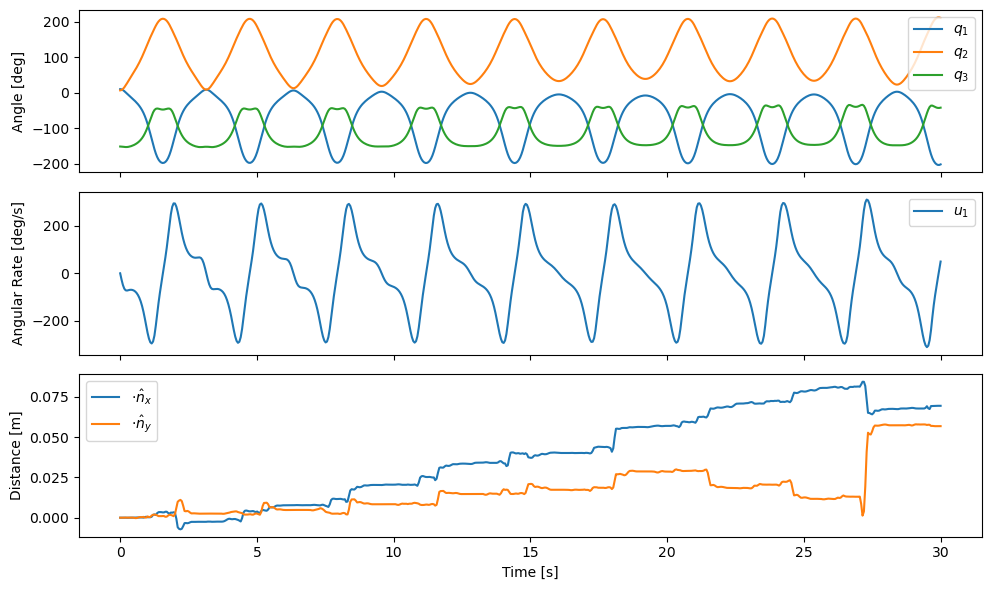 Angle [deg]
200
100
0
−100
−200
q₁
q₂
q₃
Angular Rate [deg/s]
200
0
−200
u₁
Distance [m]
0.075
0.050
0.025
0.000
·n̂ₓ
·n̂ᵧ
0
5
10
15
20
25
30
Time [s]